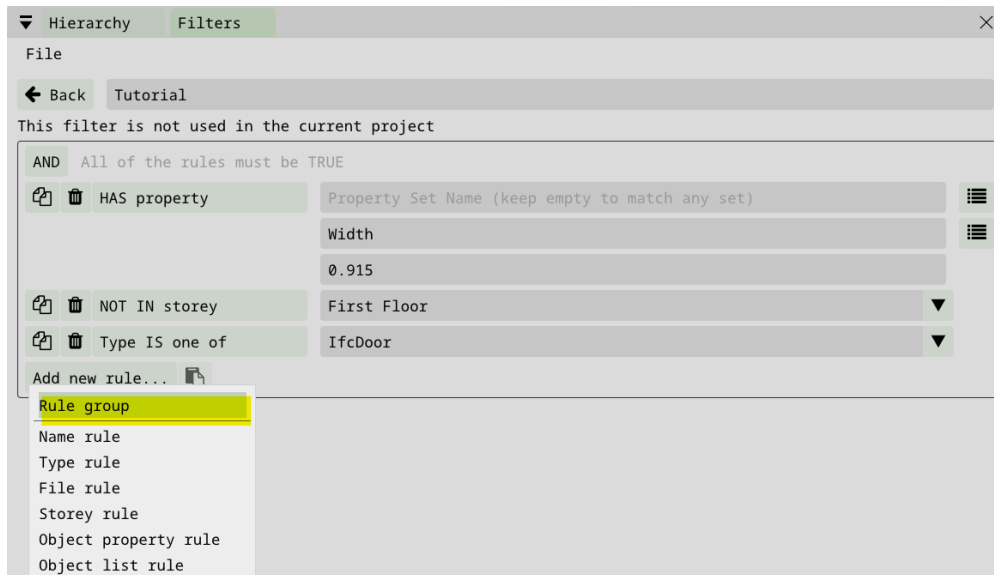 Hierarchy Filters
File
Back Tutorial
This filter is not used in the current project
AND All of the rules must be TRUE
HAS property Property Set Name (keep empty to match any set)
Width
0.915
NOT IN storey First Floor
Type IS one of IfcDoor
Add new rule...
Rule group
Name rule
Type rule
File rule
Storey rule
Object property rule
Object list rule